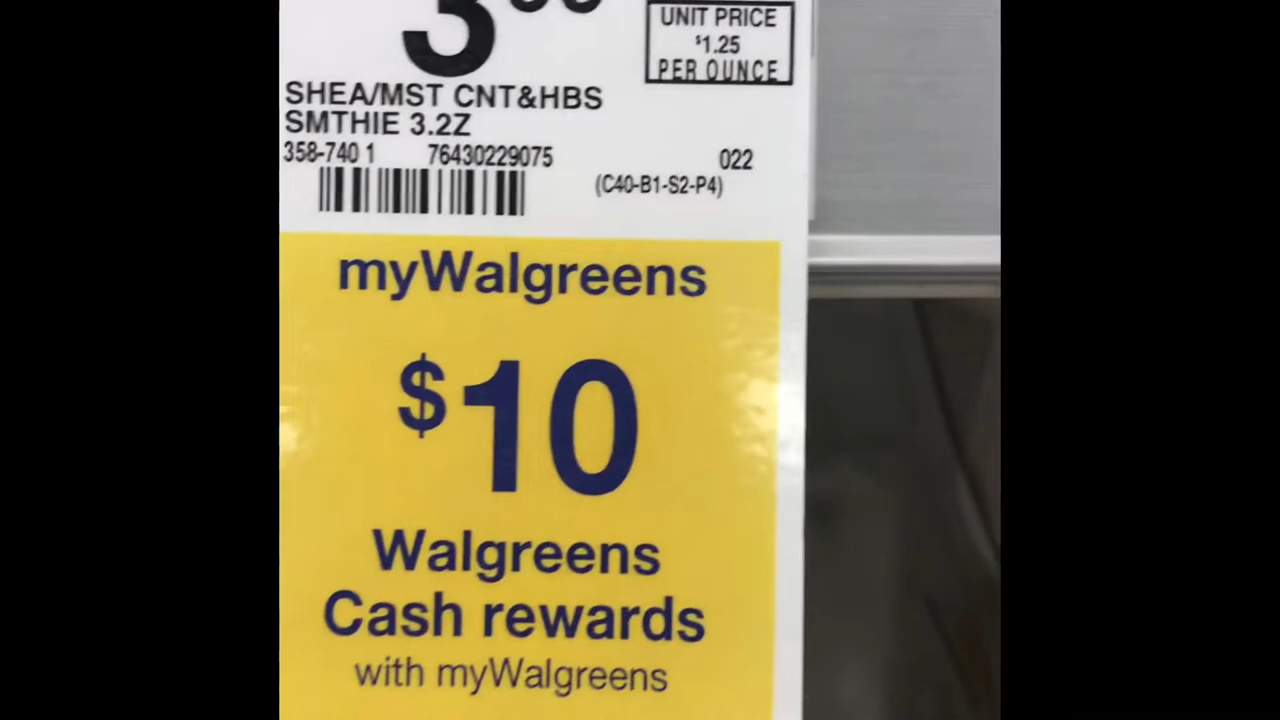 3
UNIT PRICE
$1.25
PER OUNCE
SHEA/MST CNT&HBS
SMTHIE 3.2Z
358-740 1 76430229075 022
(C40-B1-S2-P4)
myWalgreens
$10
Walgreens
Cash rewards
with myWalgreens